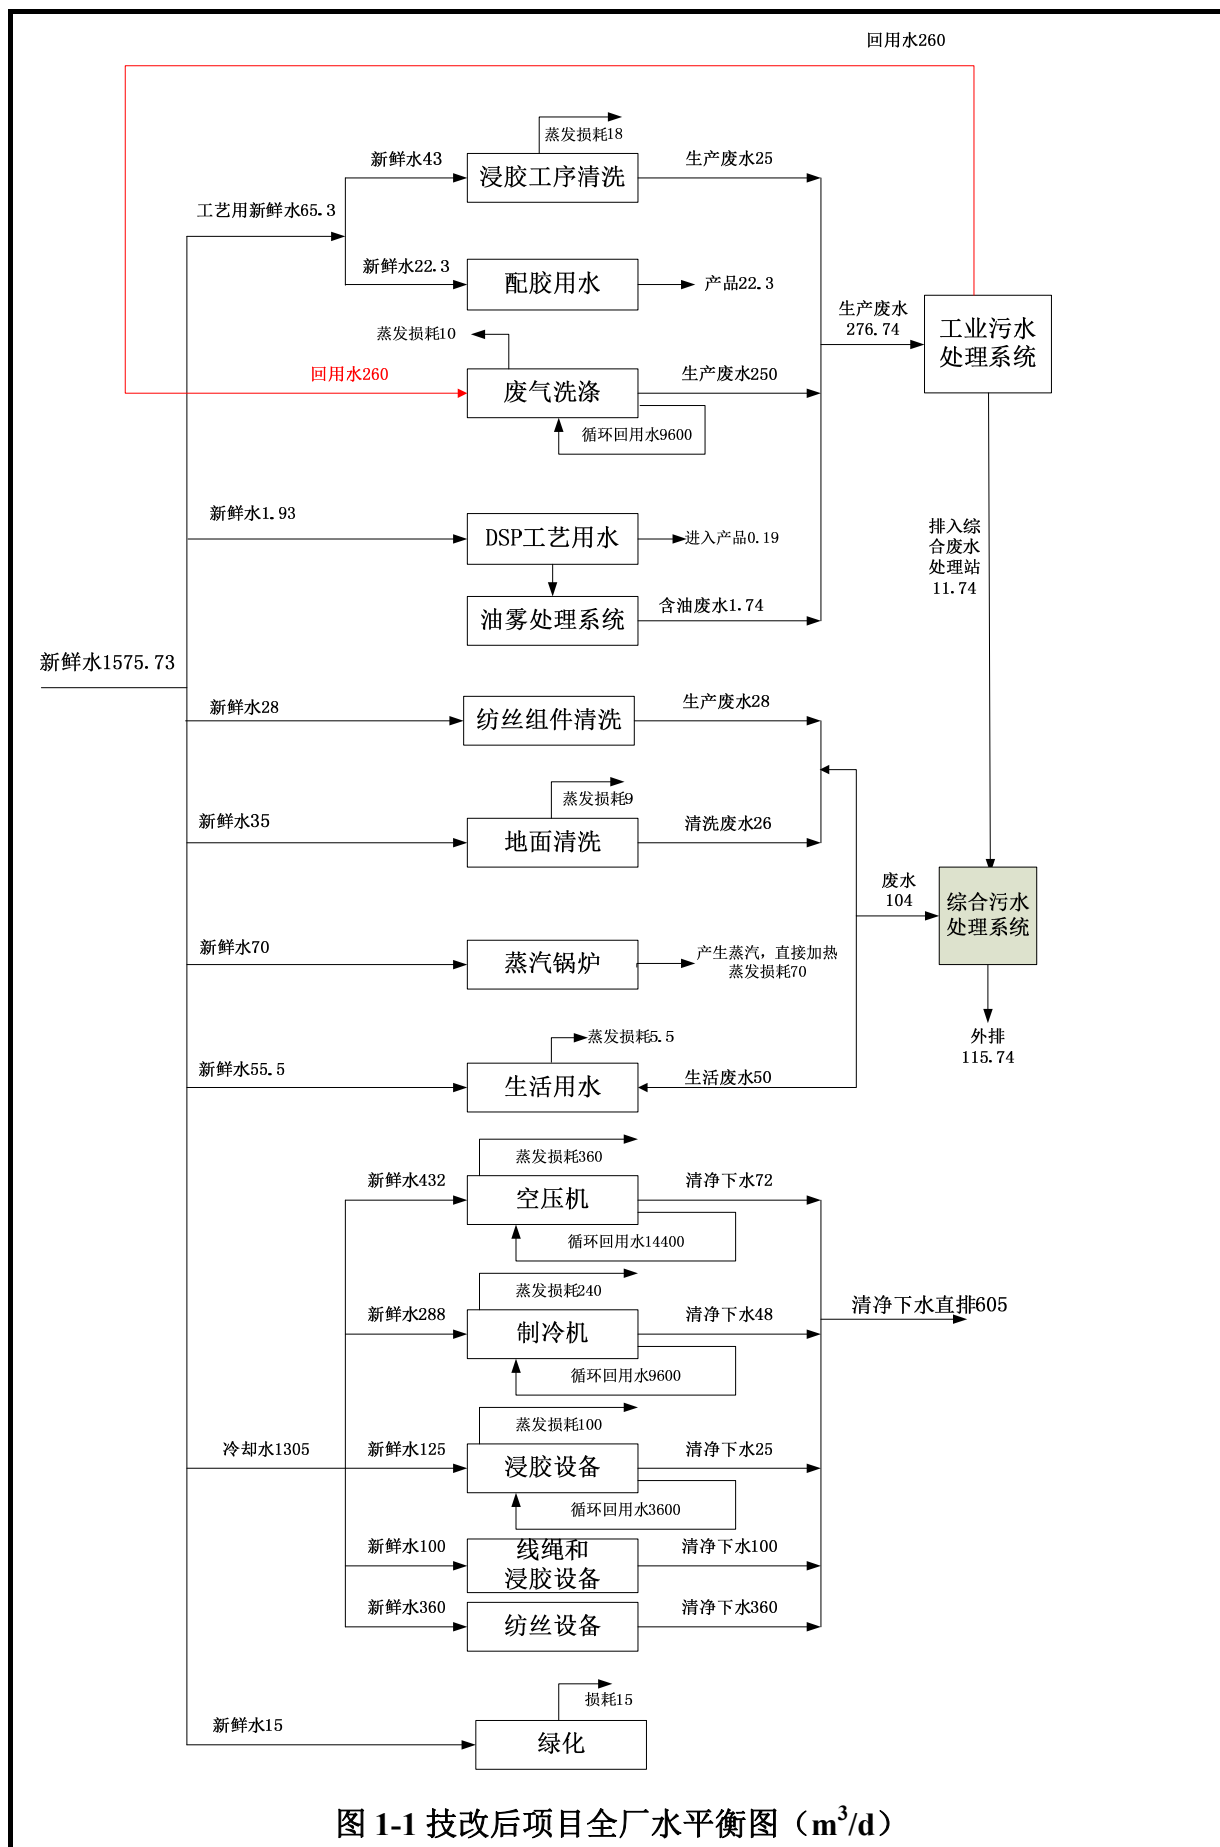 回用水260
蒸发损耗18
新鲜水43
浸胶工序清洗
生产废水25
工艺用新鲜水65.3
新鲜水22.3
配胶用水
产品22.3
生产废水
276.74
工业污水
处理系统
蒸发损耗10
回用水260
废气洗涤
生产废水250
循环回用水9600
新鲜水1.93
DSP工艺用水
进入产品0.19
排入综
合废水
处理站
11.74
油雾处理系统
含油废水1.74
新鲜水1575.73
新鲜水28
纺丝组件清洗
生产废水28
蒸发损耗9
新鲜水35
地面清洗
清洗废水26
废水
104
综合污水
处理系统
新鲜水70
蒸汽锅炉
产生蒸汽，直接加热
蒸发损耗70
外排
115.74
蒸发损耗5.5
新鲜水55.5
生活用水
生活废水50
蒸发损耗360
新鲜水432
空压机
清净下水72
循环回用水14400
蒸发损耗240
新鲜水288
制冷机
清净下水48
清净下水直排605
循环回用水9600
蒸发损耗100
冷却水1305
新鲜水125
浸胶设备
清净下水25
循环回用水3600
新鲜水100
线绳和
浸胶设备
清净下水100
新鲜水360
纺丝设备
清净下水360
损耗15
新鲜水15
绿化
图 1-1 技改后项目全厂水平衡图（m³/d）